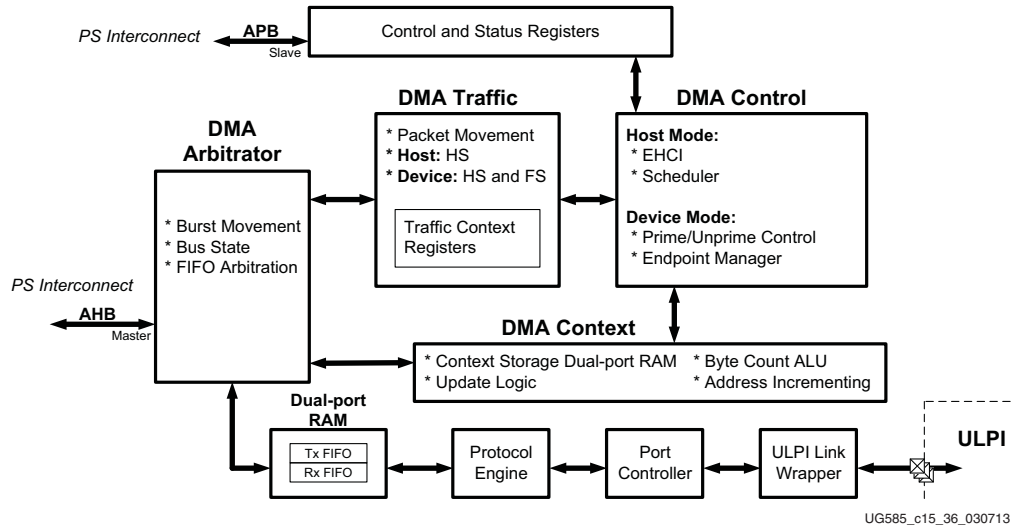 PS Interconnect
APB
Slave
Control and Status Registers
DMA Traffic
* Packet Movement
* Host: HS
* Device: HS and FS
Traffic Context
Registers
DMA Control
Host Mode:
* EHCI
* Scheduler
Device Mode:
* Prime/Unprime Control
* Endpoint Manager
DMA
Arbitrator
* Burst Movement
* Bus State
* FIFO Arbitration
PS Interconnect
AHB
Master
DMA Context
* Context Storage Dual-port RAM
* Update Logic
* Byte Count ALU
* Address Incrementing
Dual-port
RAM
Tx FIFO
Rx FIFO
Protocol
Engine
Port
Controller
ULPI Link
Wrapper
ULPI
UG585_c15_36_030713